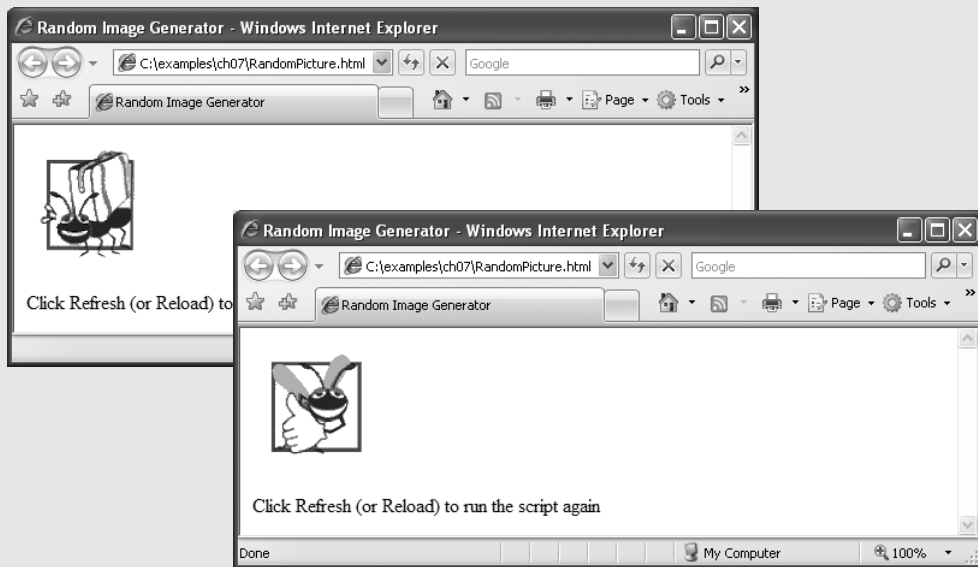 Random Image Generator - Windows Internet Explorer
C:\examples\ch07\RandomPicture.html
Google
Random Image Generator
Page
Tools
»
Click Refresh (or Reload) to
Random Image Generator - Windows Internet Explorer
C:\examples\ch07\RandomPicture.html
Google
Random Image Generator
Page
Tools
»
Click Refresh (or Reload) to run the script again
Done
My Computer
100%